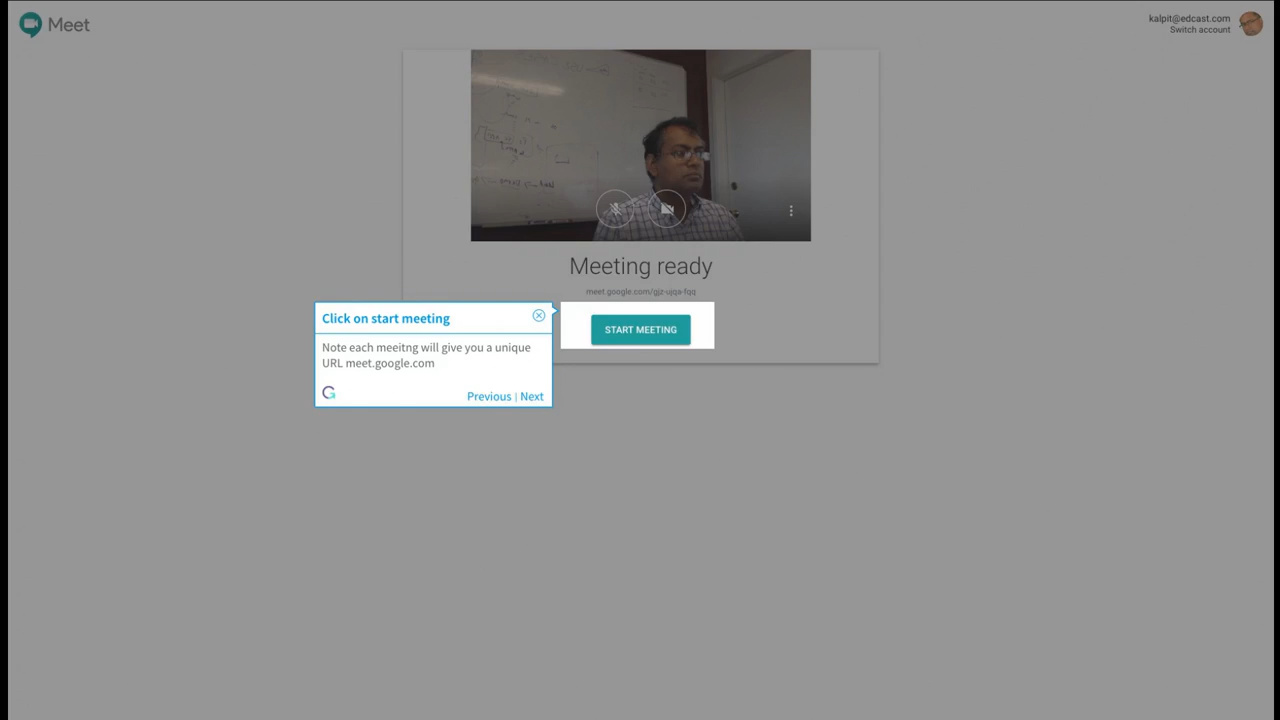 Meet
kalpit@edcast.com
Switch account
Meeting ready
meet.google.com/gjz-ujqa-fqq
Click on start meeting
START MEETING
Note each meeitng will give you a unique
URL meet.google.com
Previous | Next